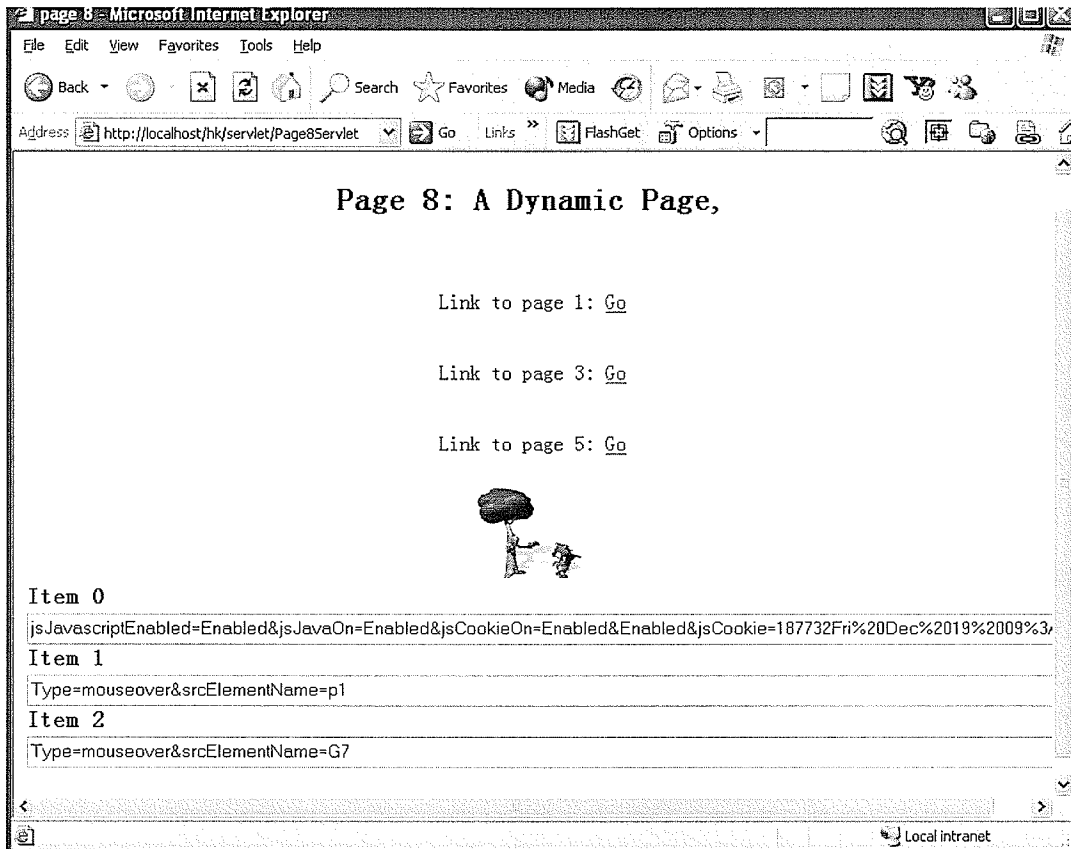 page 8 - Microsoft Internet Explorer
File Edit View Favorites Tools Help
Back Search Favorites Media
Address http://localhost/hk/servlet/Page8Servlet Go Links » FlashGet Options
Page 8: A Dynamic Page,
Link to page 1: Go
Link to page 3: Go
Link to page 5: Go
Item 0
jsJavascriptEnabled=Enabled&jsJavaOn=Enabled&jsCookieOn=Enabled&Enabled&jsCookie=187732Fri%20Dec%2019%2009%3A
Item 1
Type=mouseover&srcElementName=p1
Item 2
Type=mouseover&srcElementName=G7
Local intranet